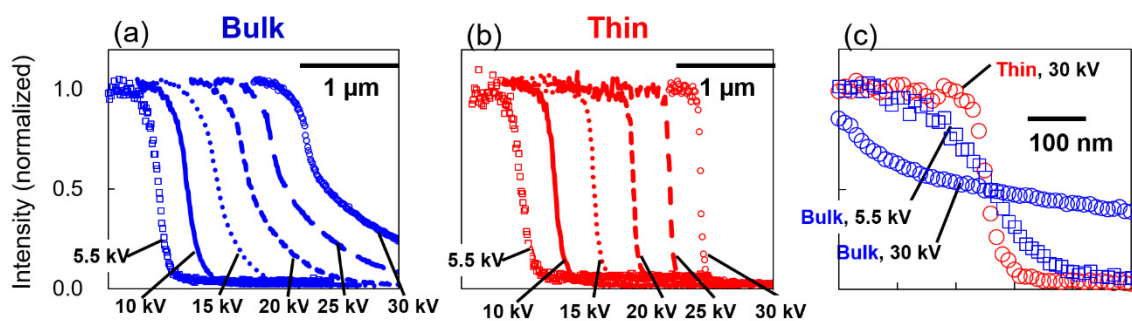 (a) Bulk
1 µm
Intensity (normalized)
1.0
0.5
0.0
5.5 kV
10 kV
15 kV
20 kV
25 kV
30 kV
(b) Thin
1 µm
5.5 kV
10 kV
15 kV
20 kV
25 kV
30 kV
(c)
Thin, 30 kV
100 nm
Bulk, 5.5 kV
Bulk, 30 kV